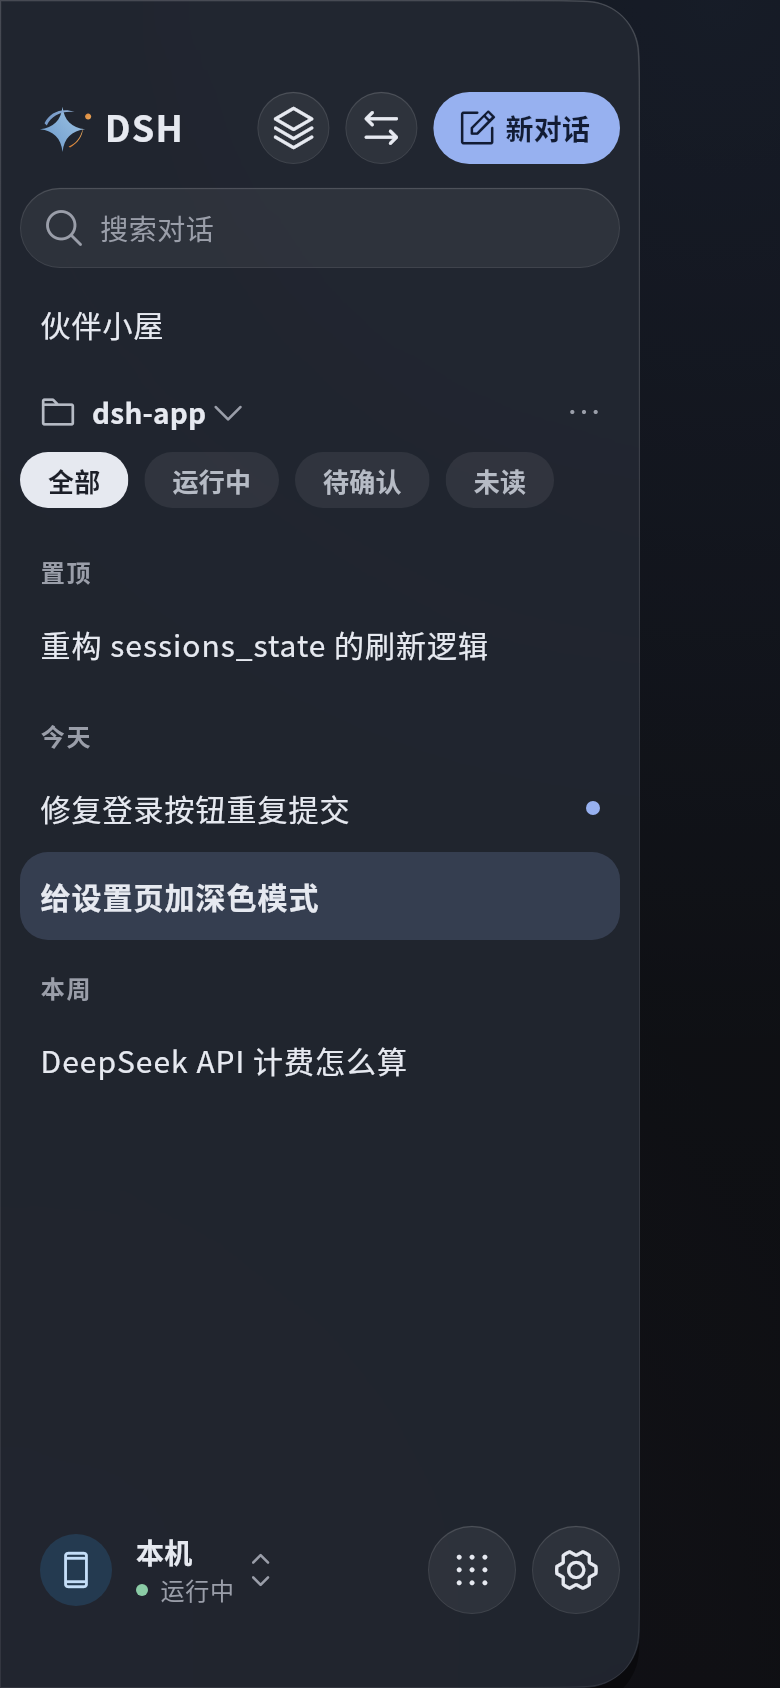 DSH
新对话
搜索对话
伙伴小屋
dsh-app
全部 运行中 待确认 未读
置顶
重构 sessions_state 的刷新逻辑
今天
修复登录按钮重复提交
给设置页加深色模式
本周
DeepSeek API 计费怎么算
本机
运行中